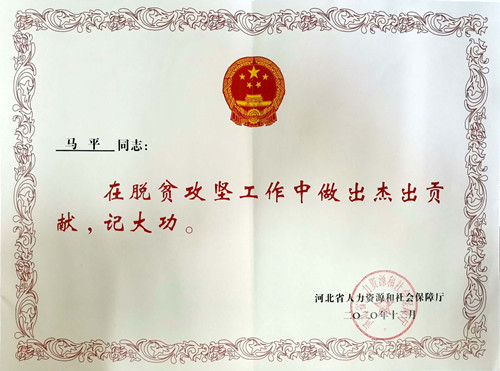 马平同志：
在脱贫攻坚工作中做出杰出贡
献，记大功。
河北省人力资源和社会保障厅
二〇二〇年十二月